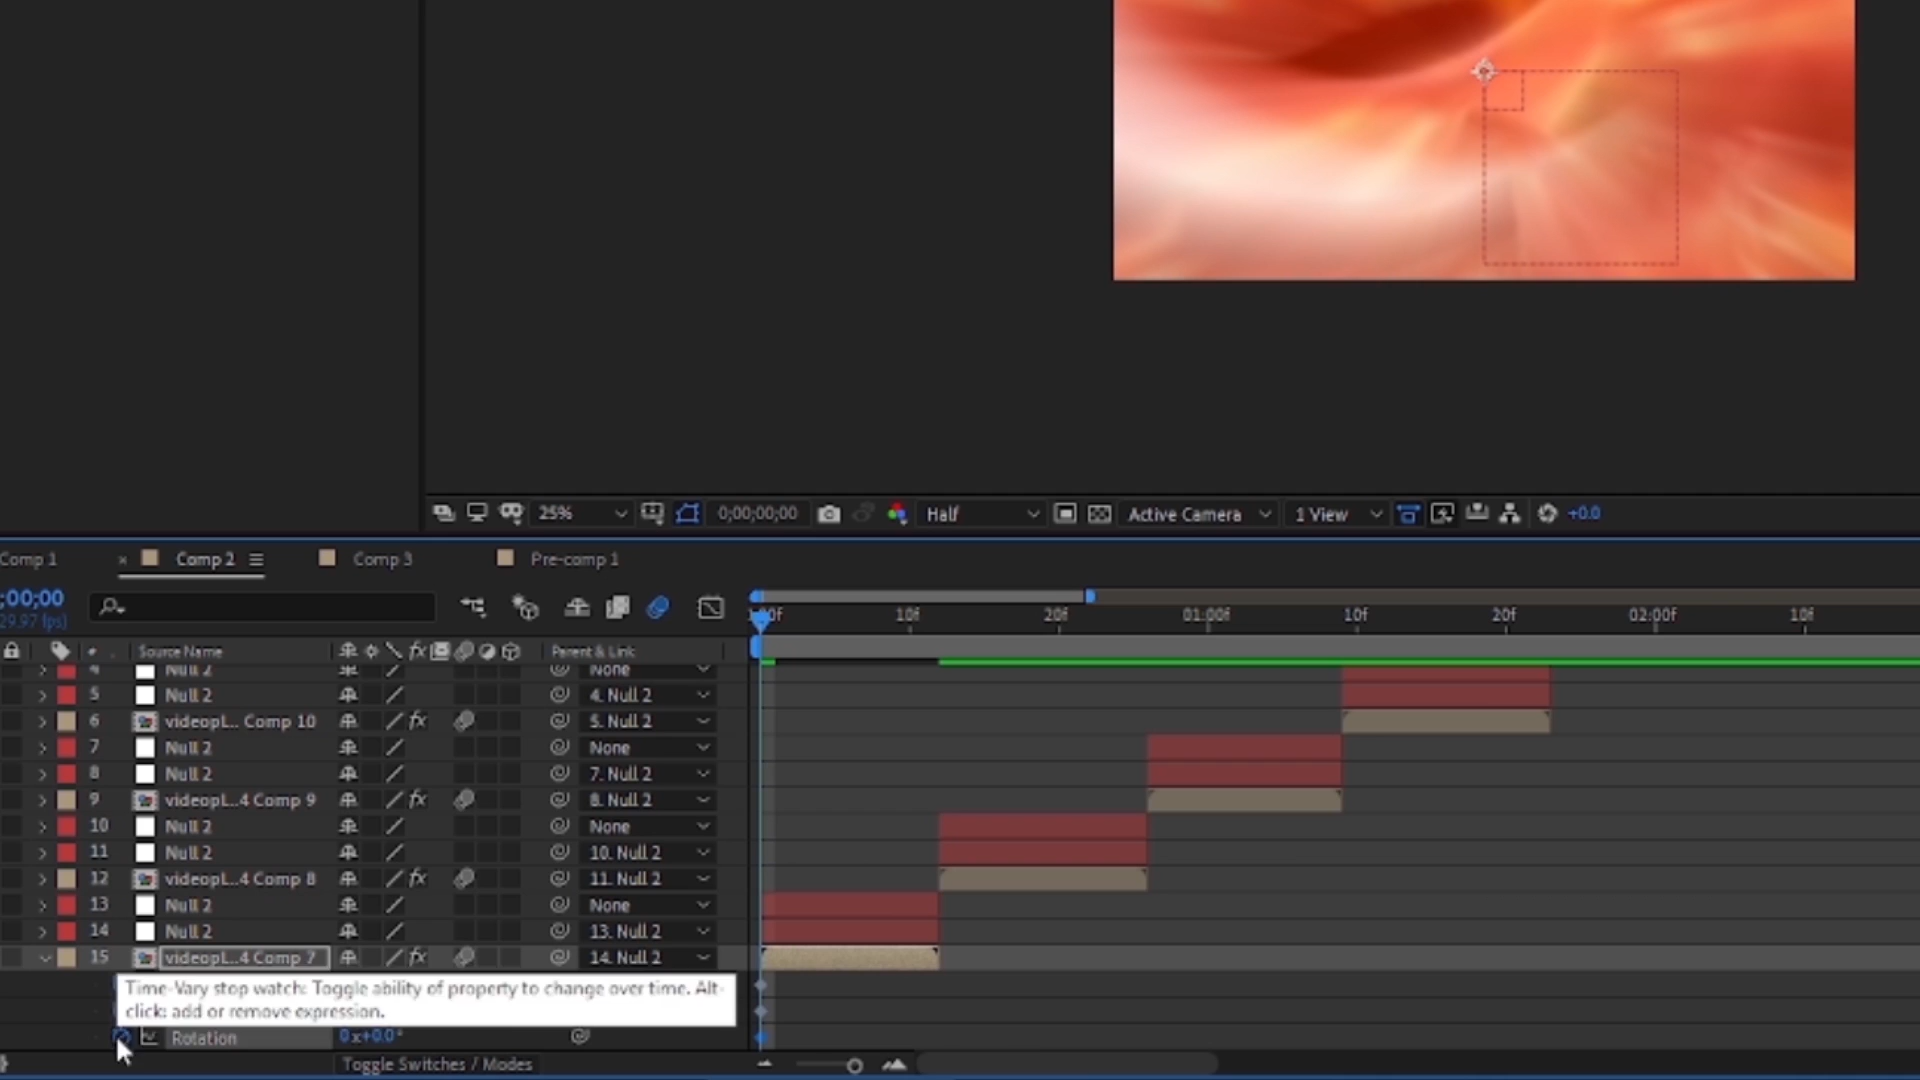 25%
0;00;00;00
Half
Active Camera
1 View
+0.0
Comp 1
× Comp 2
Comp 3
Pre-comp 1
;00;00
29.97 fps)
10f
20f
01:00f
10f
20f
02:00f
10f
#
Source Name
fx
Parent & Link
4 Null 2 None
5 Null 2 4. Null 2
6 videopl... Comp 10 fx 5. Null 2
7 Null 2 None
8 Null 2 7. Null 2
9 videopl...4 Comp 9 fx 8. Null 2
10 Null 2 None
11 Null 2 10. Null 2
12 videopl...4 Comp 8 fx 11. Null 2
13 Null 2 None
14 Null 2 13. Null 2
15 videopl...4 Comp 7 fx 14. Null 2
Time-Vary stop watch: Toggle ability of property to change over time. Alt-
click: add or remove expression.
Rotation 0x+0.0°
Toggle Switches / Modes